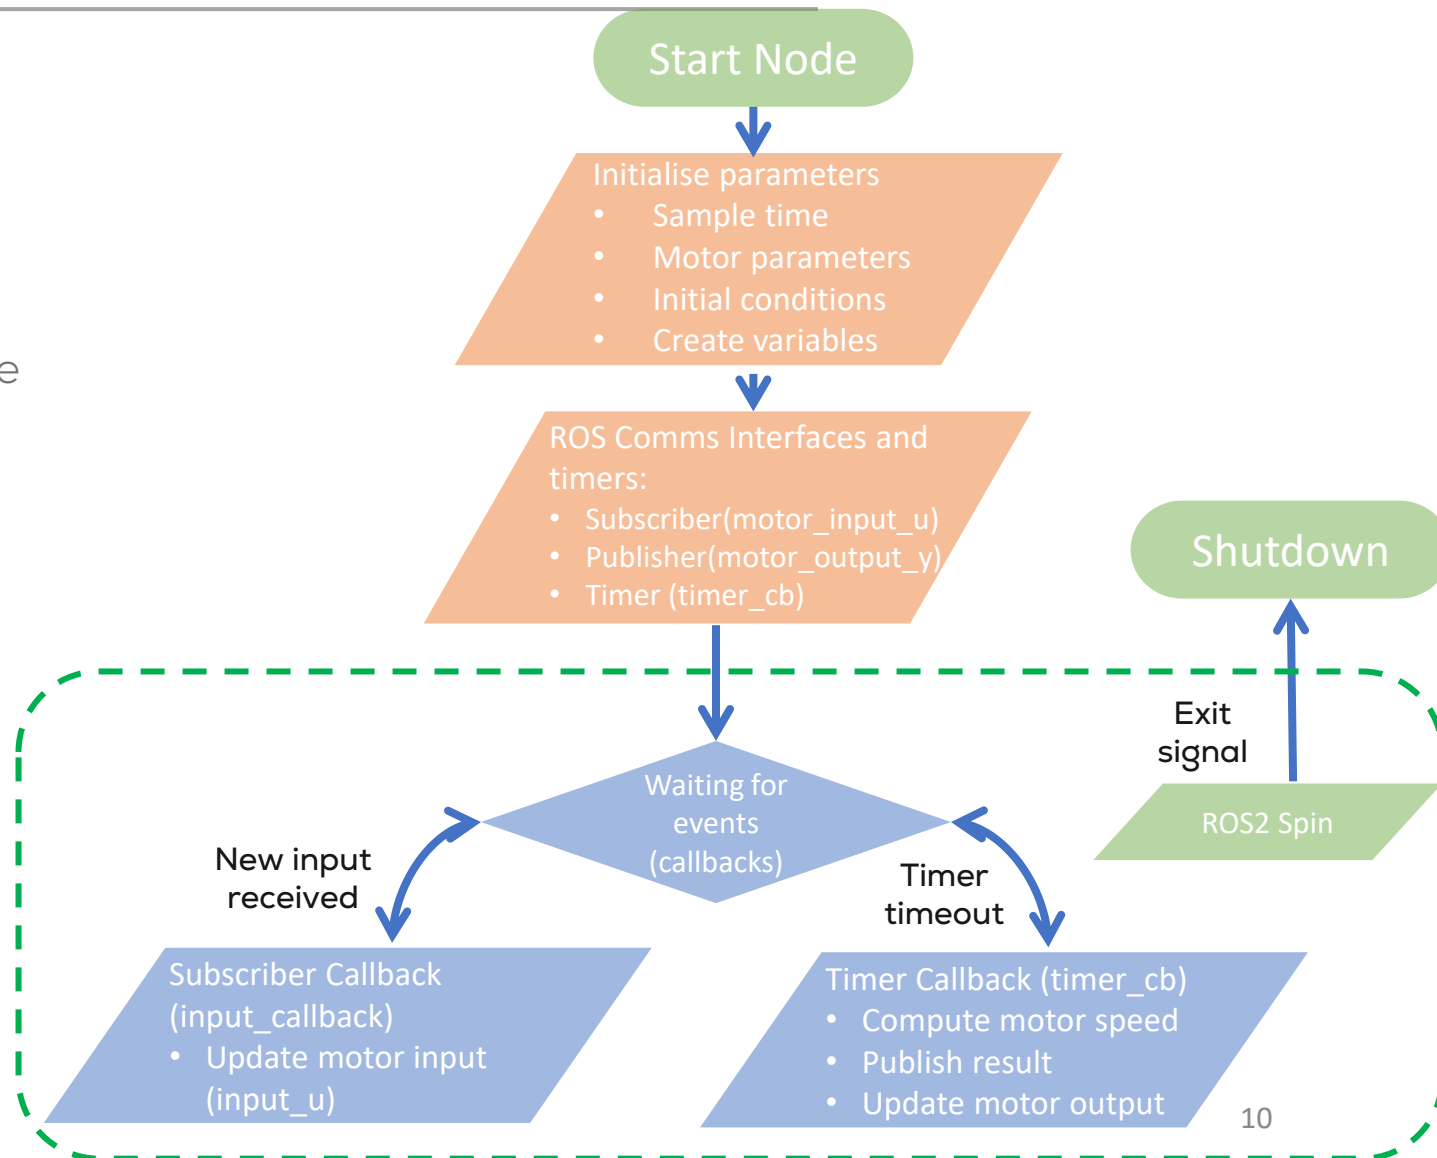 Start Node
Initialise parameters
• Sample time
• Motor parameters
• Initial conditions
• Create variables
e
ROS Comms Interfaces and
timers:
• Subscriber(motor_input_u)
• Publisher(motor_output_y)
• Timer (timer_cb)
Shutdown
Exit
signal
Waiting for
events
(callbacks)
ROS2 Spin
New input
received
Timer
timeout
Subscriber Callback
(input_callback)
• Update motor input
(input_u)
Timer Callback (timer_cb)
• Compute motor speed
• Publish result
• Update motor output
10